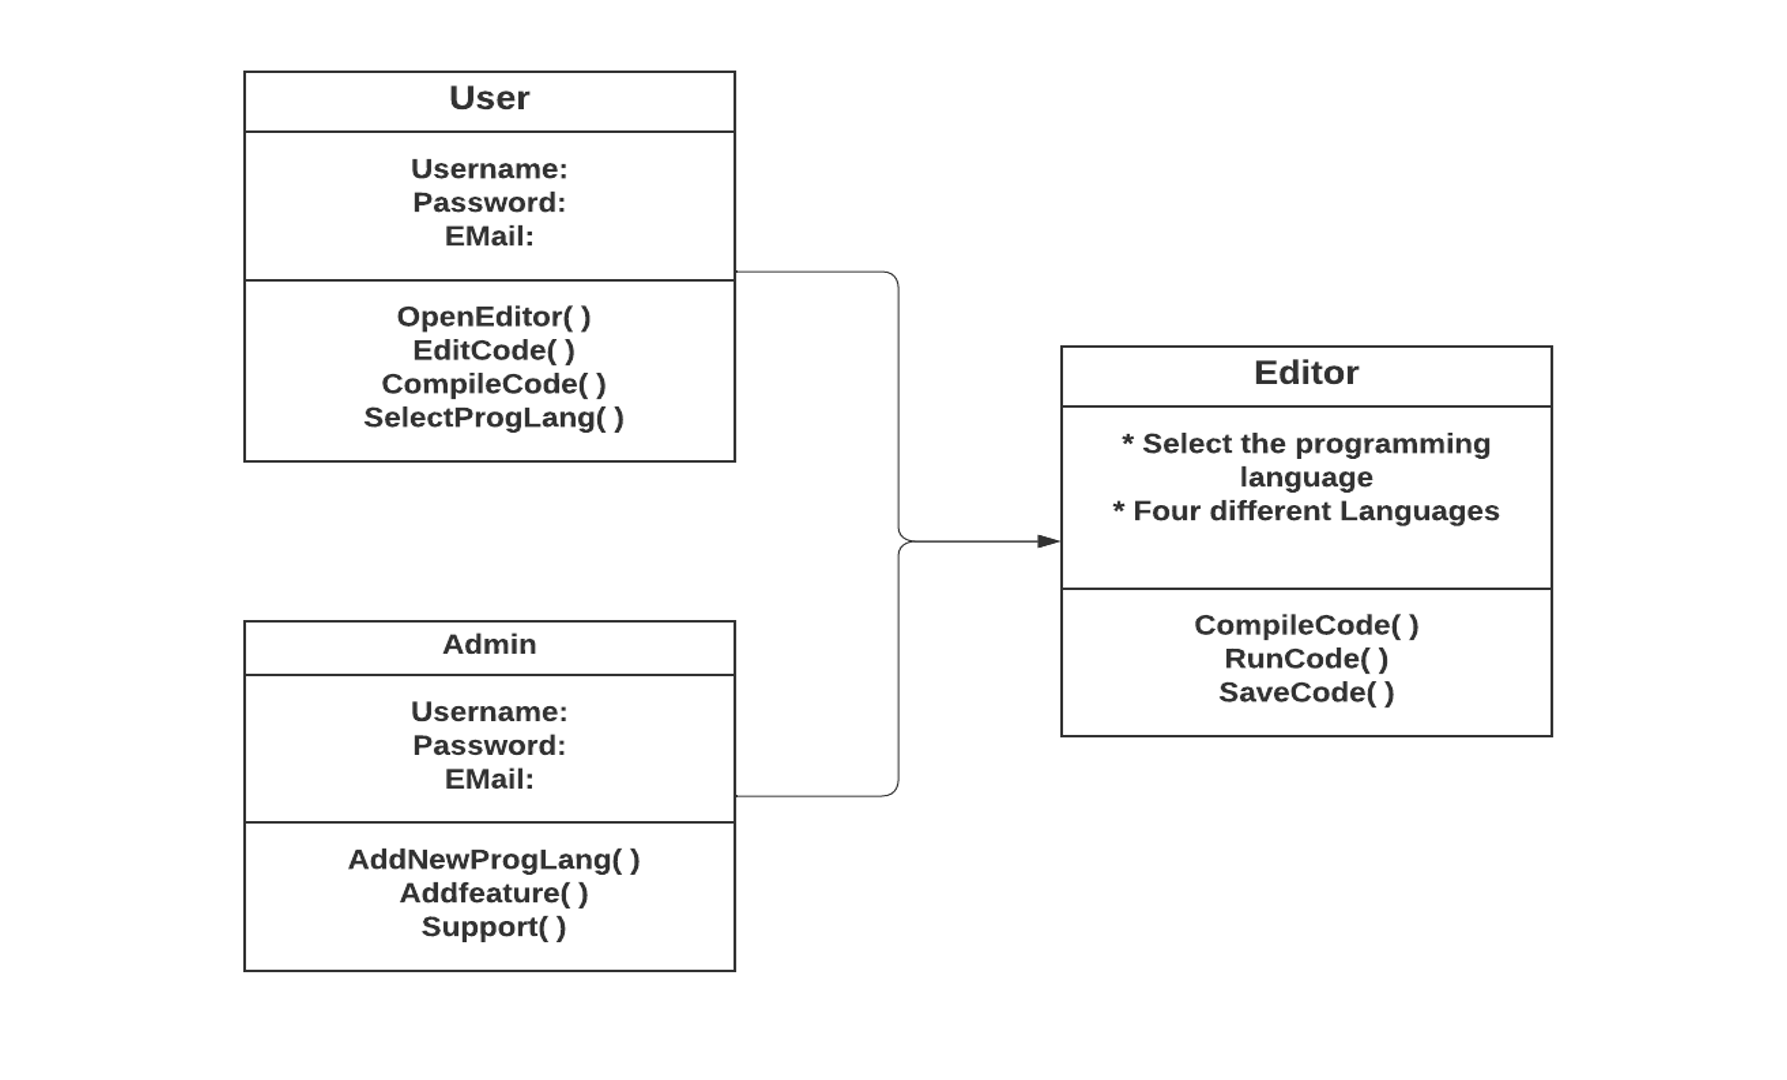 User
Username:
Password:
EMail:
OpenEditor( )
EditCode( )
CompileCode( )
SelectProgLang( )
Admin
Username:
Password:
EMail:
AddNewProgLang( )
Addfeature( )
Support( )
Editor
* Select the programming
language
* Four different Languages
CompileCode( )
RunCode( )
SaveCode( )